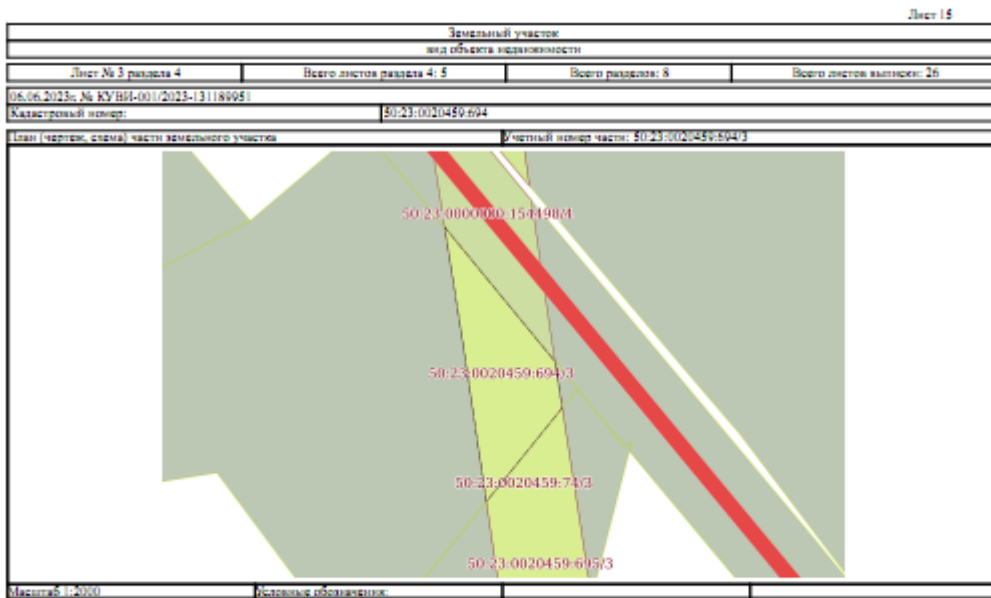 Лист 15
Земельный участок
вид объекта недвижимости
Лист № 3 раздела 4 Всего листов раздела 4: 5 Всего разделов: 8 Всего листов выписки: 26
06.06.2023г. № КУВИ-001/2023-131189951
Кадастровый номер: 50:23:0020459:694
План (чертеж, схема) части земельного участка Учетный номер части: 50:23:0020459:694/3
50:23:0000000:154498/4
50:23:0020459:694/3
50:23:0020459:74/3
50:23:0020459:695/3
Масштаб 1:2000 Условные обозначения: